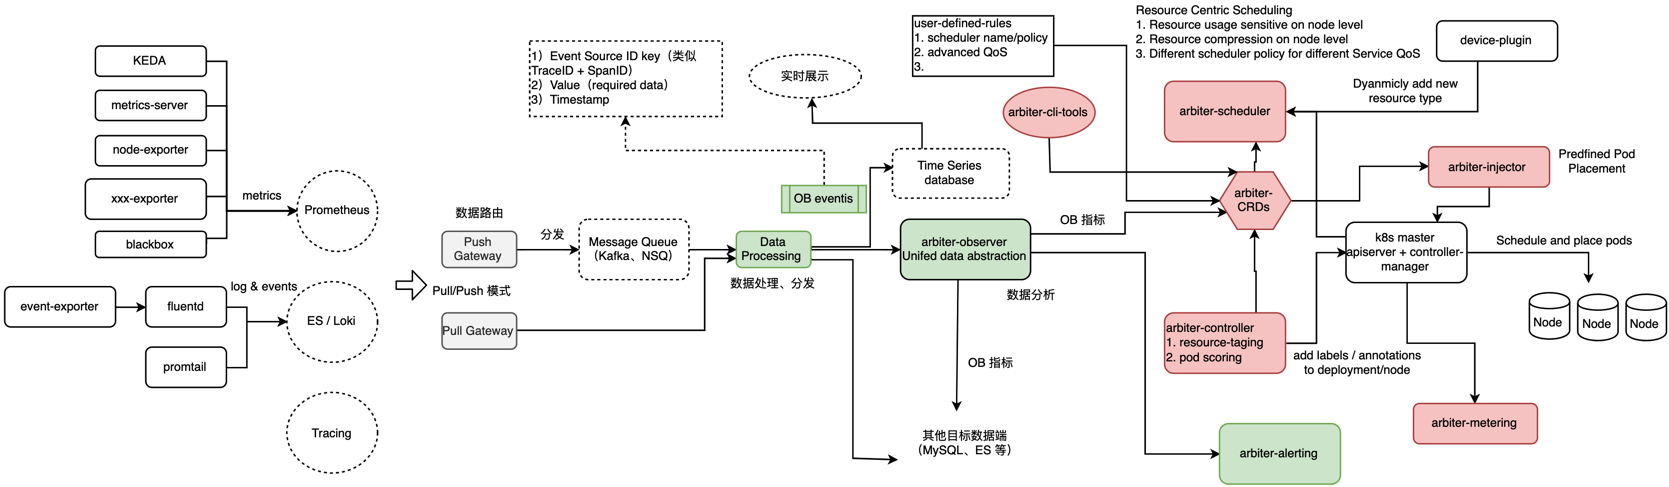 KEDA
metrics-server
node-exporter
xxx-exporter
blackbox
metrics
Prometheus
event-exporter
fluentd
promtail
log & events
ES / Loki
Tracing
数据路由
Push
Gateway
Pull/Push 模式
Pull Gateway
分发
Message Queue
（Kafka、NSQ）
1）Event Source ID key（类似
TraceID + SpanID）
2）Value（required data）
3）Timestamp
OB eventis
实时展示
Time Series
database
Data
Processing
数据处理、分发
arbiter-observer
Unifed data abstraction
数据分析
OB 指标
OB 指标
其他目标数据端
（MySQL、ES 等）
user-defined-rules
1. scheduler name/policy
2. advanced QoS
3.
arbiter-cli-tools
Resource Centric Scheduling
1. Resource usage sensitive on node level
2. Resource compression on node level
3. Different scheduler policy for different Service QoS
arbiter-scheduler
arbiter-
CRDs
arbiter-controller
1. resource-taging
2. pod scoring
add labels / annotations
to deployment/node
arbiter-alerting
device-plugin
Dyanmicly add new
resource type
arbiter-injector
Predfined Pod
Placement
k8s master
apiserver + controller-
manager
Schedule and place pods
Node
Node
Node
arbiter-metering